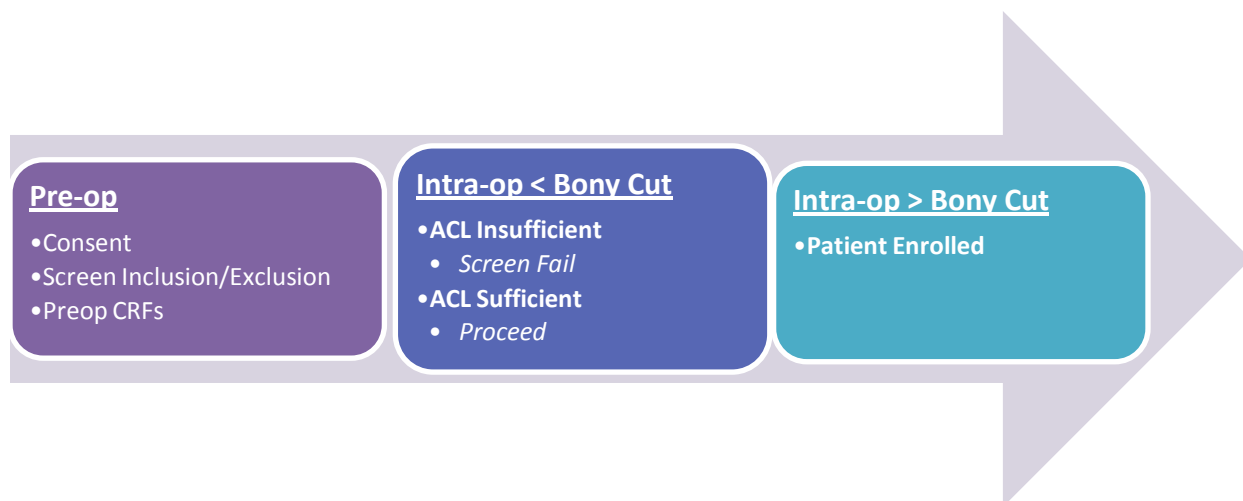 Pre-op
•Consent
•Screen Inclusion/Exclusion
•Preop CRFs
Intra-op < Bony Cut
•ACL Insufficient
• Screen Fail
•ACL Sufficient
• Proceed
Intra-op > Bony Cut
•Patient Enrolled